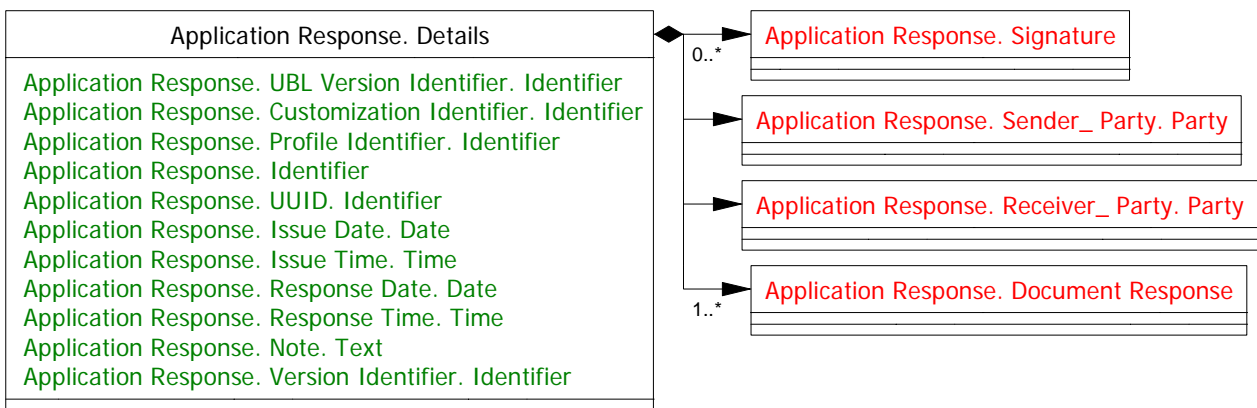 Application Response. Details
Application Response. UBL Version Identifier. Identifier
Application Response. Customization Identifier. Identifier
Application Response. Profile Identifier. Identifier
Application Response. Identifier
Application Response. UUID. Identifier
Application Response. Issue Date. Date
Application Response. Issue Time. Time
Application Response. Response Date. Date
Application Response. Response Time. Time
Application Response. Note. Text
Application Response. Version Identifier. Identifier
0..*
Application Response. Signature
Application Response. Sender_ Party. Party
Application Response. Receiver_ Party. Party
1..*
Application Response. Document Response